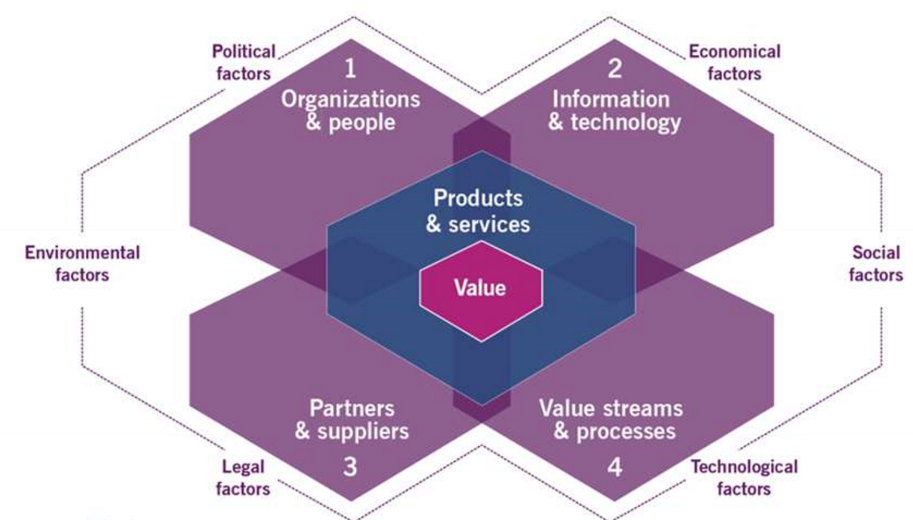 Political
factors
1
Organizations
& people
2
Information
& technology
Economical
factors
Products
& services
Environmental
factors
Value
Social
factors
Partners
& suppliers
3
Value streams
& processes
4
Legal
factors
Technological
factors